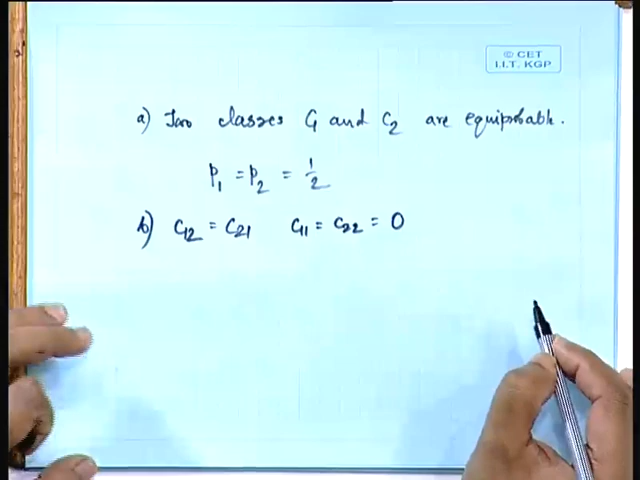 © CET
I.I.T. KGP
a) Two classes C1 and C2 are equiprobable.
P1 = P2 = 1/2
b) C12 = C21 C11 = C22 = 0